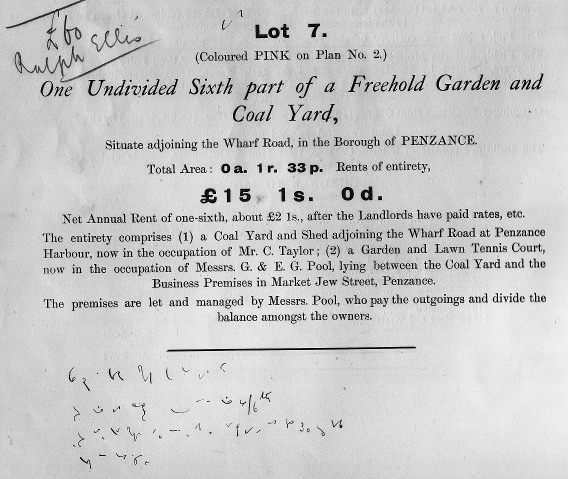 £60
Ralph Ellis
Lot 7.
(Coloured PINK on Plan No. 2.)
One Undivided Sixth part of a Freehold Garden and
Coal Yard,
Situate adjoining the Wharf Road, in the Borough of PENZANCE.
Total Area: 0a. 1r. 33p. Rents of entirety,
£15 1s. 0d.
Net Annual Rent of one-sixth, about £2 1s., after the Landlords have paid rates, etc.
The entirety comprises (1) a Coal Yard and Shed adjoining the Wharf Road at Penzance
Harbour, now in the occupation of Mr. C. Taylor; (2) a Garden and Lawn Tennis Court,
now in the occupation of Messrs. G. & E. G. Pool, lying between the Coal Yard and the
Business Premises in Market Jew Street, Penzance.
The premises are let and managed by Messrs. Pool, who pay the outgoings and divide the
balance amongst the owners.